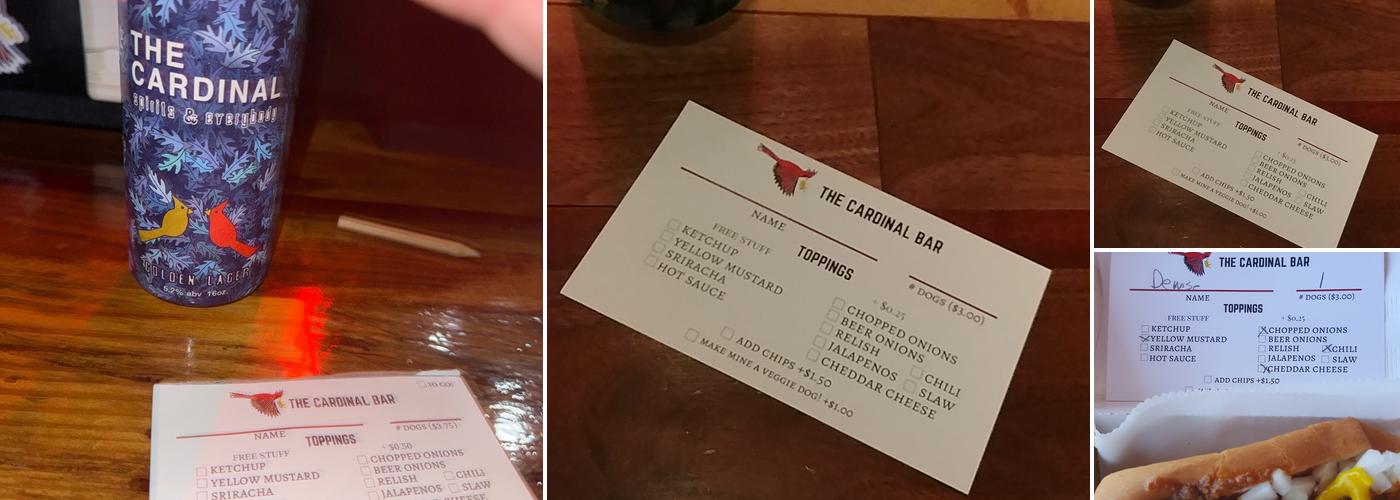 THE
CARDINAL
spirits & everybody
GOLDEN LAGER
5.2% abv 16oz.
TO GO!
THE CARDINAL BAR
NAME
# DOGS ($3.75)
TOPPINGS
FREE STUFF
+ $0.50
KETCHUP
YELLOW MUSTARD
SRIRACHA
CHOPPED ONIONS
BEER ONIONS
RELISH
CHILI
JALAPENOS
SLAW
THE CARDINAL BAR
NAME
# DOGS ($3.00)
TOPPINGS
FREE STUFF
+ $0.25
KETCHUP
YELLOW MUSTARD
SRIRACHA
HOT SAUCE
CHOPPED ONIONS
BEER ONIONS
RELISH
CHILI
JALAPENOS
SLAW
CHEDDAR CHEESE
ADD CHIPS +$1.50
MAKE MINE A VEGGIE DOG! +$1.00
THE CARDINAL BAR
NAME
# DOGS ($3.00)
TOPPINGS
FREE STUFF
+ $0.25
KETCHUP
YELLOW MUSTARD
SRIRACHA
HOT SAUCE
CHOPPED ONIONS
BEER ONIONS
RELISH
CHILI
JALAPENOS
SLAW
CHEDDAR CHEESE
ADD CHIPS +$1.50
MAKE MINE A VEGGIE DOG! +$1.00
THE CARDINAL BAR
Denise
1
NAME
# DOGS ($3.00)
TOPPINGS
FREE STUFF
+ $0.25
KETCHUP
YELLOW MUSTARD
SRIRACHA
HOT SAUCE
CHOPPED ONIONS
BEER ONIONS
RELISH
CHILI
JALAPENOS
SLAW
CHEDDAR CHEESE
ADD CHIPS +$1.50